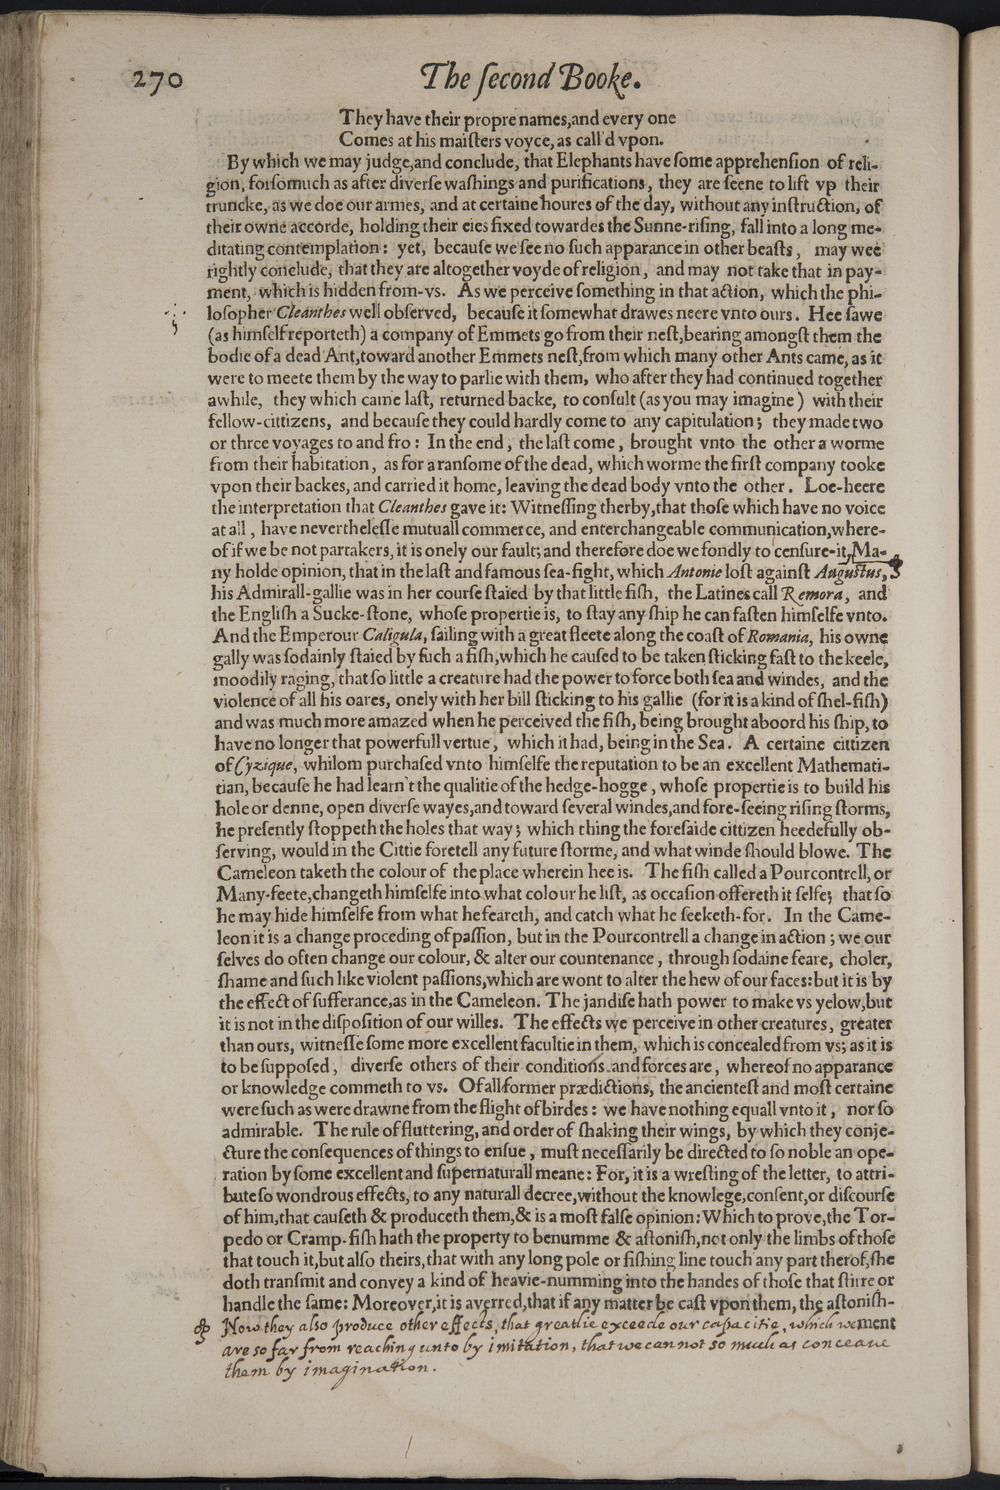 270 The ſecond Booke.
They have their propre names,and every one
Comes at his maiſters voyce, as call'd vpon.
By which we may judge,and conclude, that Elephants have ſome apprehenſion of reli-
gion, forſomuch as after diverſe waſhings and purifications, they are ſeene to lift vp their
truncke, as we doe our armes, and at certaine houres of the day, without any inſtruction, of
their owne accorde, holding their eies fixed towardes the Sunne-riſing, fall into a long me-
ditating contemplation: yet, becauſe we ſee no ſuch apparance in other beaſts, may wee
rightly conclude, that they are altogether voyde of religion, and may not take that in pay-
ment, which is hidden from-vs. As we perceive ſomething in that action, which the phi-
loſopher Cleanthes well obſerved, becauſe it ſomewhat drawes neere vnto ours. Hee ſawe
(as himſelf reporteth) a company of Emmets go from their neſt,bearing amongſt them the
bodie of a dead Ant,toward another Emmets neſt,from which many other Ants came, as it
were to meete them by the way to parlie with them, who after they had continued together
awhile, they which came laſt, returned backe, to conſult (as you may imagine) with their
fellow-cittizens, and becauſe they could hardly come to any capitulation; they made two
or three voyages to and fro: In the end, the laſt come, brought vnto the other a worme
from their habitation, as for a ranſome of the dead, which worme the firſt company tooke
vpon their backes, and carried it home, leaving the dead body vnto the other. Loe-heere
the interpretation that Cleanthes gave it: Witneſſing therby,that thoſe which have no voice
at all, have nevertheleſſe mutuall commerce, and enterchangeable communication,where-
of if we be not partakers, it is onely our fault; and therefore doe we fondly to cenſure-it, Ma-
ny holde opinion, that in the laſt and famous ſea-fight, which Antonie loſt againſt Auguſtus,
his Admirall-gallie was in her courſe ſtaied by that little fiſh, the Latines call Remora, and
the Engliſh a Sucke-ſtone, whoſe propertie is, to ſtay any ſhip he can faſten himſelfe vnto.
And the Emperour Caligula, ſailing with a great fleete along the coaſt of Romania, his owne
gally was ſodainly ſtaied by ſuch a fiſh,which he cauſed to be taken ſticking faſt to the keele,
moodily raging, that ſo little a creature had the power to force both ſea and windes, and the
violence of all his oares, onely with her bill ſticking to his gallie (for it is a kind of ſhel-fiſh)
and was much more amazed when he perceived the fiſh, being brought aboord his ſhip, to
have no longer that powerfull vertue, which it had, being in the Sea. A certaine cittizen
of Cyzique, whilom purchaſed vnto himſelfe the reputation to be an excellent Mathemati-
tian, becauſe he had learn't the qualitie of the hedge-hogge, whoſe propertie is to build his
hole or denne, open diverſe wayes,and toward ſeveral windes,and fore-ſeeing riſing ſtorms,
he preſently ſtoppeth the holes that way; which thing the foreſaide cittizen heedefully ob-
ſerving, would in the Cittie foretell any future ſtorme, and what winde ſhould blowe. The
Cameleon taketh the colour of the place wherein hee is. The fiſh called a Pourcontrell, or
Many-feete,changeth himſelfe into what colour he liſt, as occaſion offereth it ſelfe; that ſo
he may hide himſelfe from what he feareth, and catch what he ſeeketh-for. In the Came-
leon it is a change proceding of paſſion, but in the Pourcontrell a change in action; we our
ſelves do often change our colour, & alter our countenance, through ſodaine feare, choler,
ſhame and ſuch like violent paſſions,which are wont to alter the hew of our faces:but it is by
the effect of ſufferance,as in the Cameleon. The jandiſe hath power to make vs yelow,but
it is not in the diſpoſition of our willes. The effects we perceive in other creatures, greater
than ours, witneſſe ſome more excellent facultie in them, which is concealed from vs; as it is
to be ſuppoſed, diverſe others of their conditions and forces are, whereof no apparance
or knowledge commeth to vs. Of all former prædictions, the ancienteſt and moſt certaine
were ſuch as were drawne from the flight of birdes: we have nothing equall vnto it, nor ſo
admirable. The rule of fluttering, and order of ſhaking their wings, by which they conje-
cture the conſequences of things to enſue, muſt neceſſarily be directed to ſo noble an ope-
ration by ſome excellent and ſupernaturall meane: For, it is a wreſting of the letter, to attri-
bute ſo wondrous effects, to any naturall decree,without the knowlege,conſent,or diſcourſe
of him,that cauſeth & produceth them,& is a moſt falſe opinion: Which to prove,the Tor-
pedo or Cramp-fiſh hath the property to benumme & aſtoniſh,not only the limbs of thoſe
that touch it,but alſo theirs,that with any long pole or fiſhing line touch any part therof,ſhe
doth tranſmit and convey a kind of heavie-numming into the handes of thoſe that ſtirre or
handle the ſame: Moreover,it is averred,that if any matter be caſt vpon them, the aſtoniſh-
ment
Now they also produce other effects, that greatlie exceede our capacitie, which we
are so far from reaching unto by imitation, that we can not so much as conceaue
them by imagination.